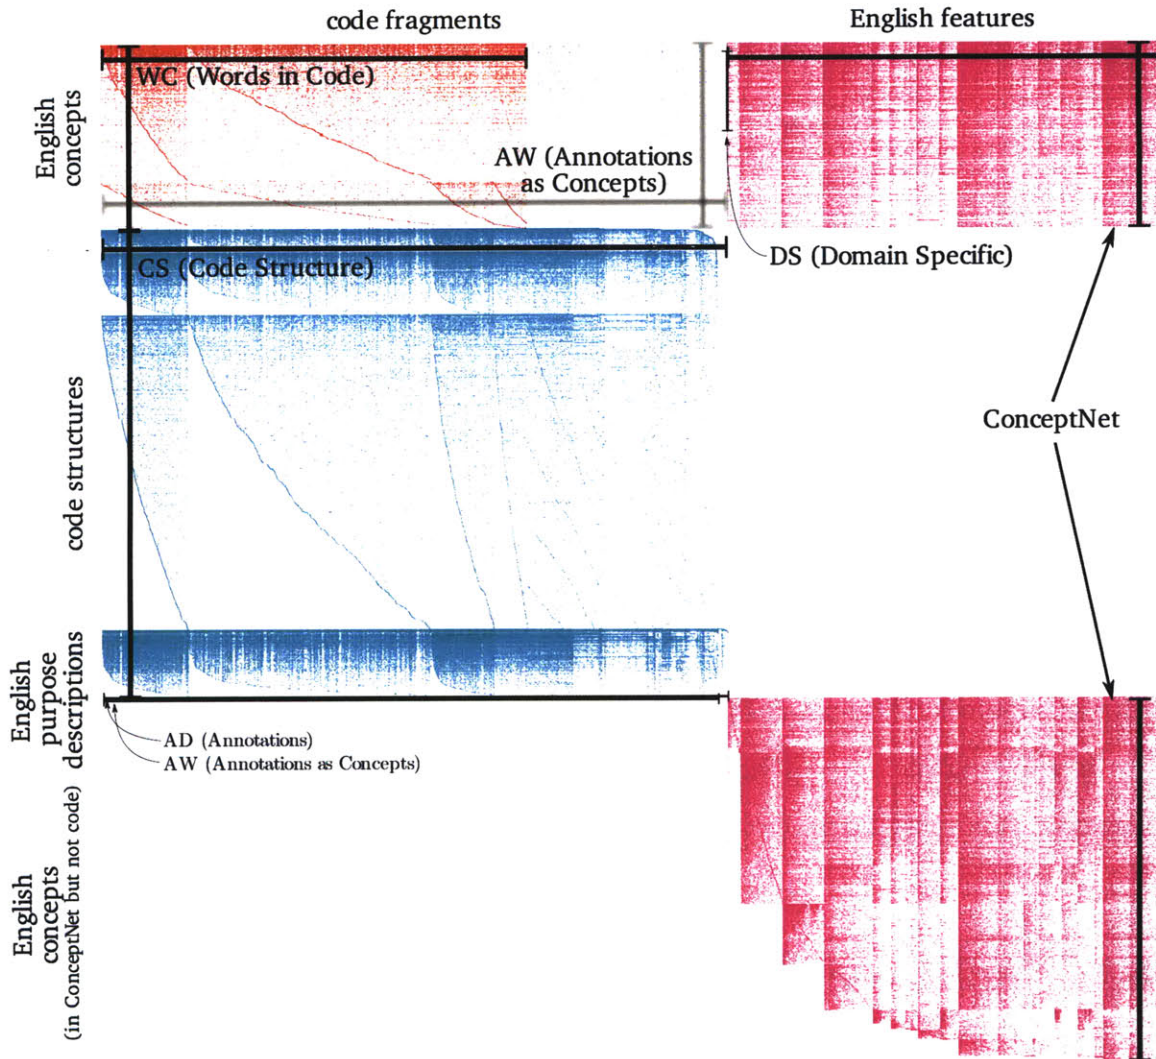 code fragments
English features
WC (Words in Code)
English
concepts
AW (Annotations
as Concepts)
DS (Domain Specific)
CS (Code Structure)
code structures
ConceptNet
English
purpose
descriptions
AD (Annotations)
AW (Annotations as Concepts)
English
concepts
(in ConceptNet but not code)